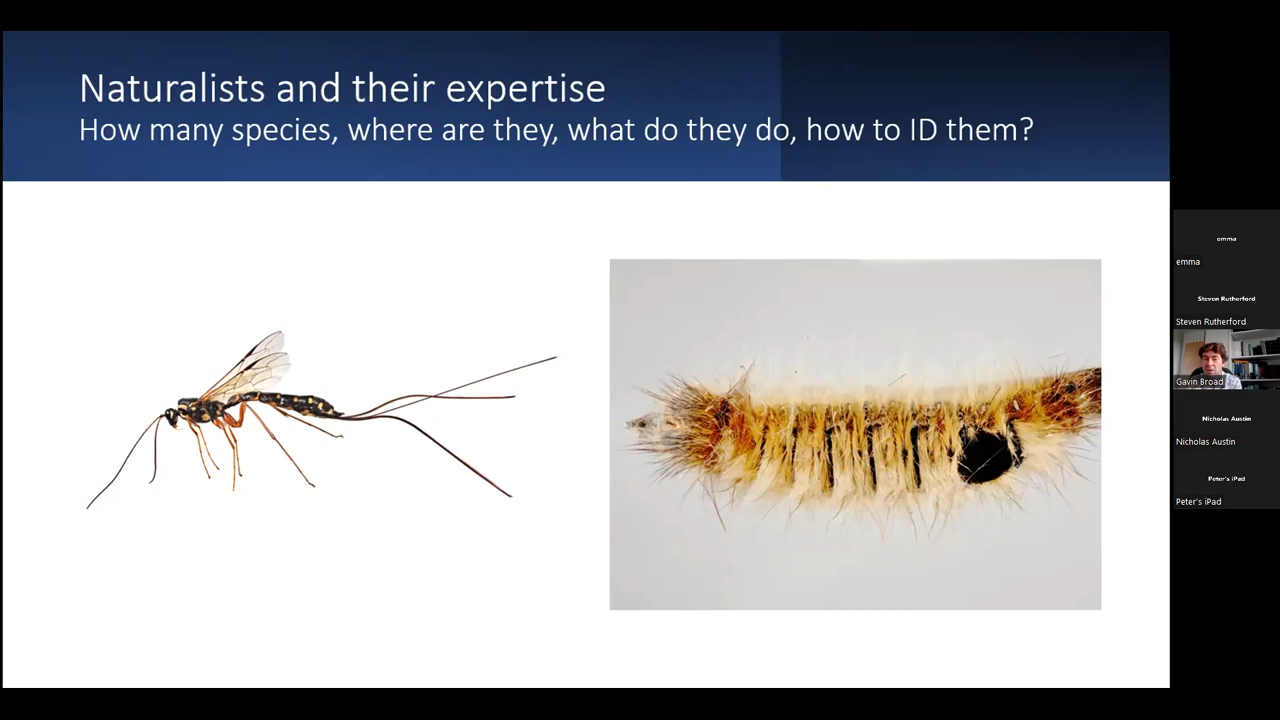 Naturalists and their expertise
How many species, where are they, what do they do, how to ID them?
emma
emma
Steven Rutherford
Steven Rutherford
Gavin Broad
Nicholas Austin
Nicholas Austin
Peter's iPad
Peter's iPad